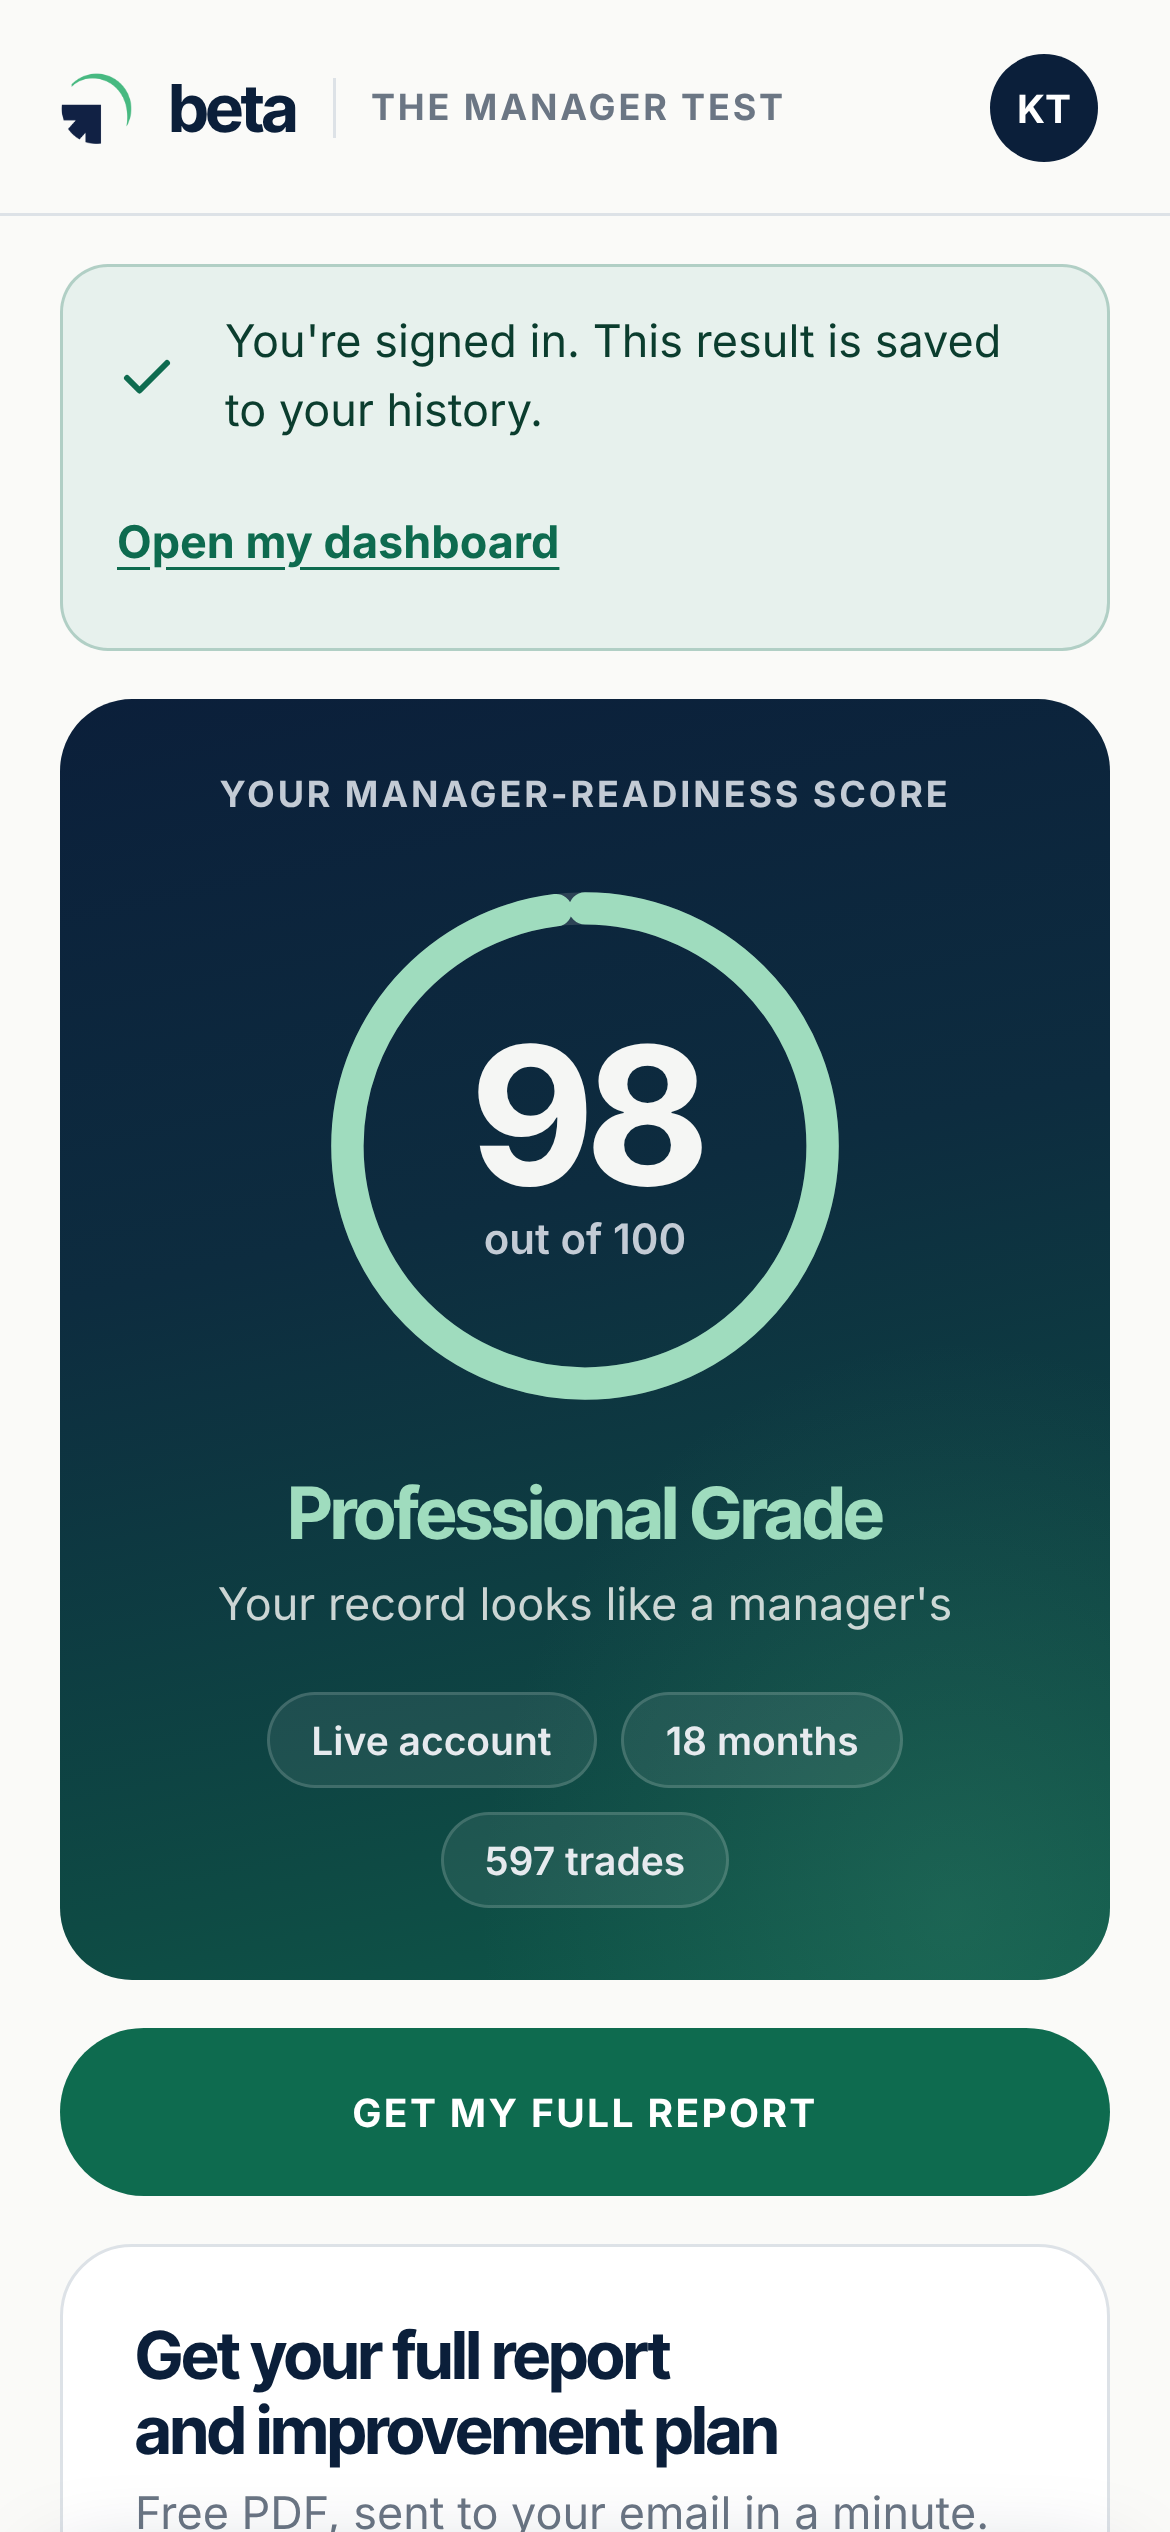 beta
THE MANAGER TEST
KT
You're signed in. This result is saved
to your history.
Open my dashboard
YOUR MANAGER-READINESS SCORE
98
out of 100
Professional Grade
Your record looks like a manager's
Live account
18 months
597 trades
GET MY FULL REPORT
Get your full report
and improvement plan
Free PDF, sent to your email in a minute.